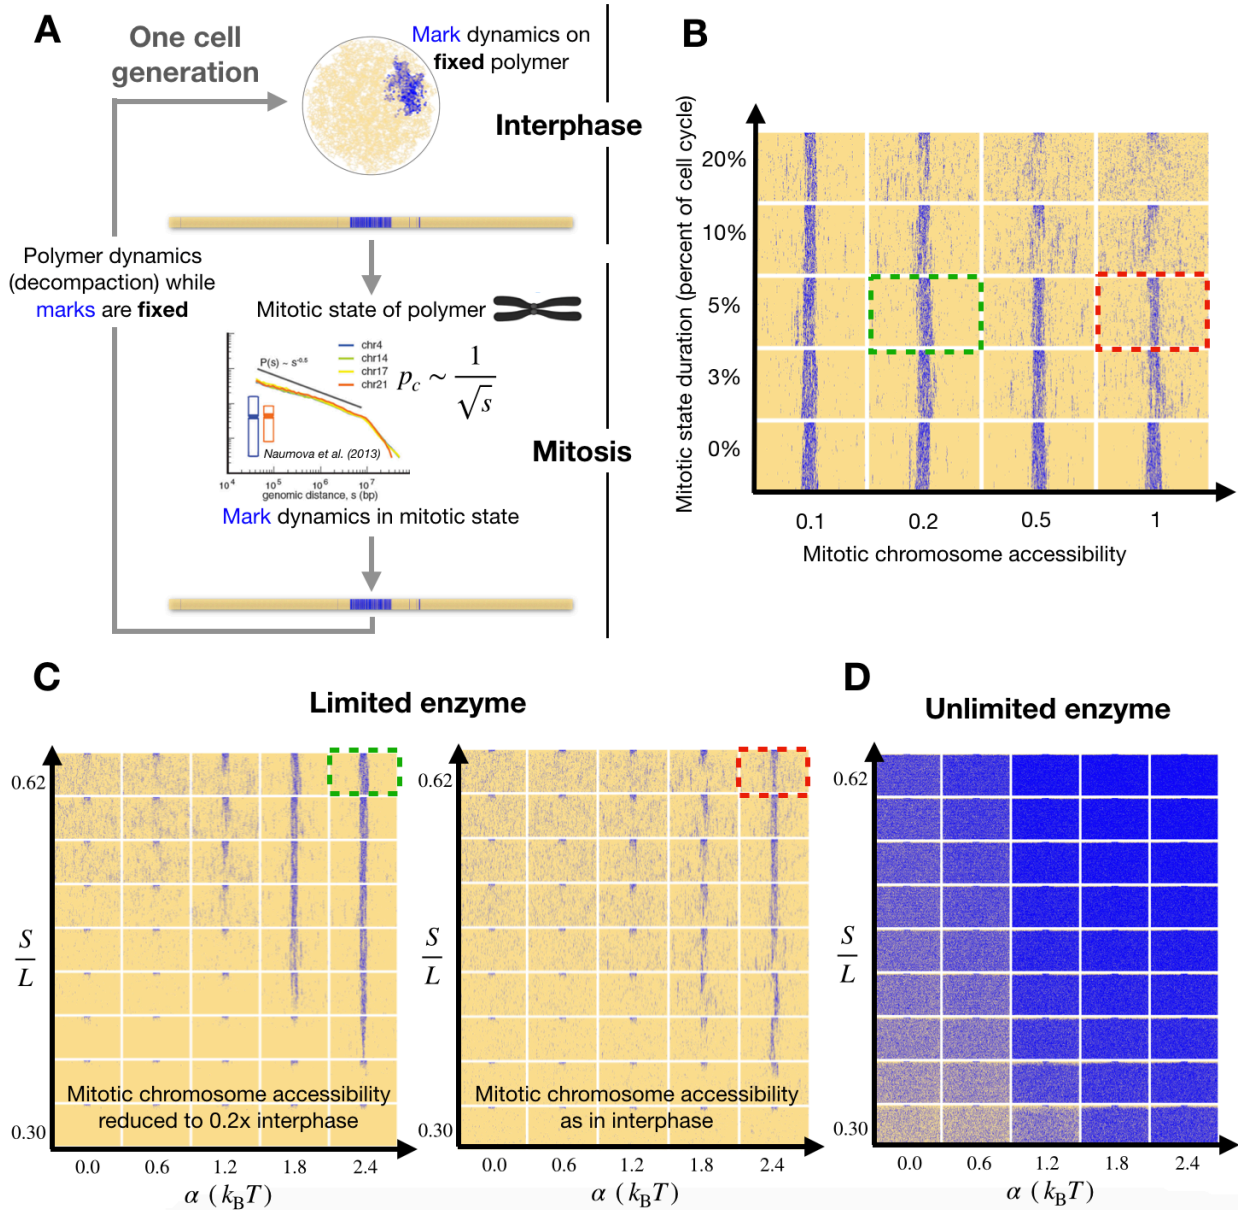 A
One cell
generation
Mark dynamics on
fixed polymer
Interphase
Polymer dynamics
(decompaction) while
marks are fixed
Mitotic state of polymer
P(s) ~ s^-0.5
chr4
chr14
chr17
chr21
p_c ~ 1/√s
Naumova et al. (2013)
10^4 10^5 10^6 10^7
genomic distance, s (bp)
Mitosis
Mark dynamics in mitotic state
B
Mitotic state duration (percent of cell cycle)
20%
10%
5%
3%
0%
0.1 0.2 0.5 1
Mitotic chromosome accessibility
C
Limited enzyme
0.62
S/L
0.30
Mitotic chromosome accessibility
reduced to 0.2x interphase
0.0 0.6 1.2 1.8 2.4
α (k_BT)
0.62
S/L
0.30
Mitotic chromosome accessibility
as in interphase
0.0 0.6 1.2 1.8 2.4
α (k_BT)
D
Unlimited enzyme
0.62
S/L
0.30
0.0 0.6 1.2 1.8 2.4
α (k_BT)